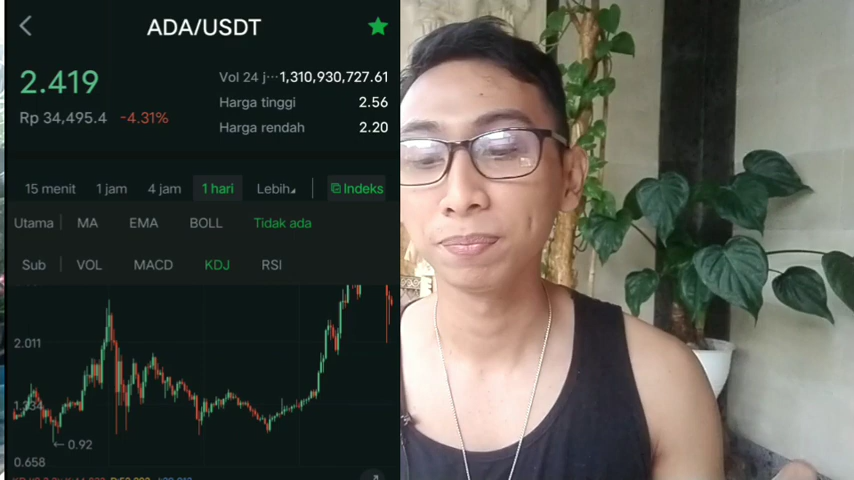 ADA/USDT
2.419
Rp 34,495.4 -4.31%
Vol 24 j··· 1,310,930,727.61
Harga tinggi 2.56
Harga rendah 2.20
15 menit 1 jam 4 jam 1 hari Lebih Indeks
Utama MA EMA BOLL Tidak ada
Sub VOL MACD KDJ RSI
2.011
1.334
← 0.92
0.658